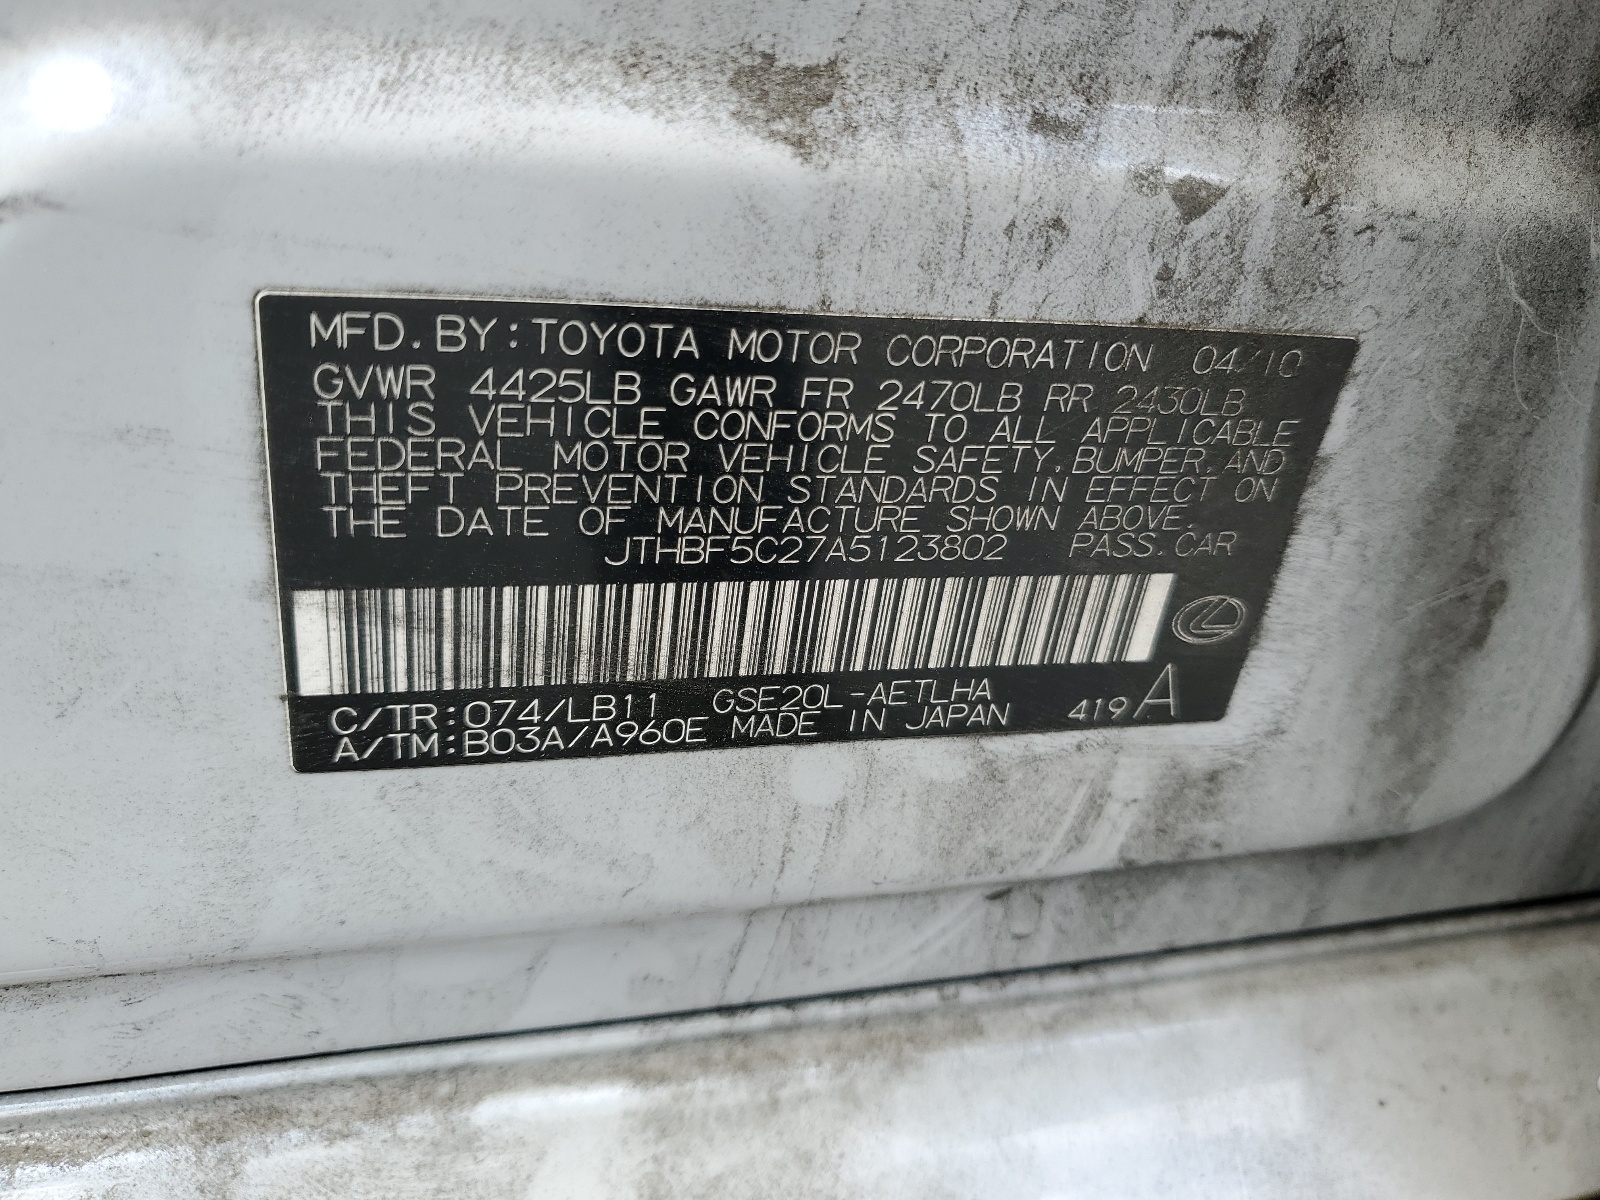 MFD. BY: TOYOTA MOTOR CORPORATION 04/10
GVWR 4425LB GAWR FR 2470LB RR 2430LB
THIS VEHICLE CONFORMS TO ALL APPLICABLE
FEDERAL MOTOR VEHICLE SAFETY, BUMPER, AND
THEFT PREVENTION STANDARDS IN EFFECT ON
THE DATE OF MANUFACTURE SHOWN ABOVE.
JTHBF5C27A5123802 PASS. CAR
C/TR: 074/LB11 GSE20L-AETLHA
A/TM: B03A/A960E MADE IN JAPAN 419 A